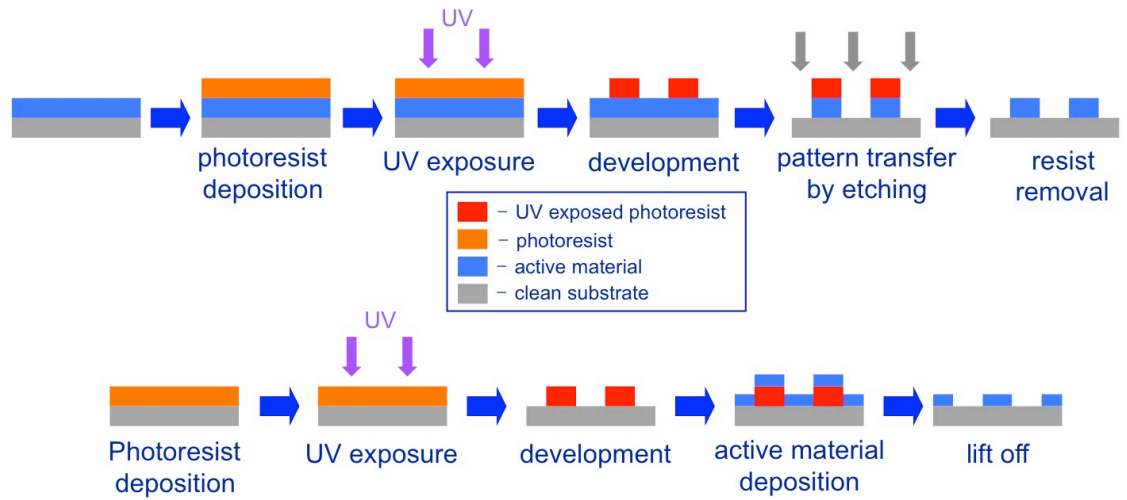 UV
photoresist
deposition
UV exposure
development
pattern transfer
by etching
resist
removal
– UV exposed photoresist
– photoresist
– active material
– clean substrate
UV
Photoresist
deposition
UV exposure
development
active material
deposition
lift off